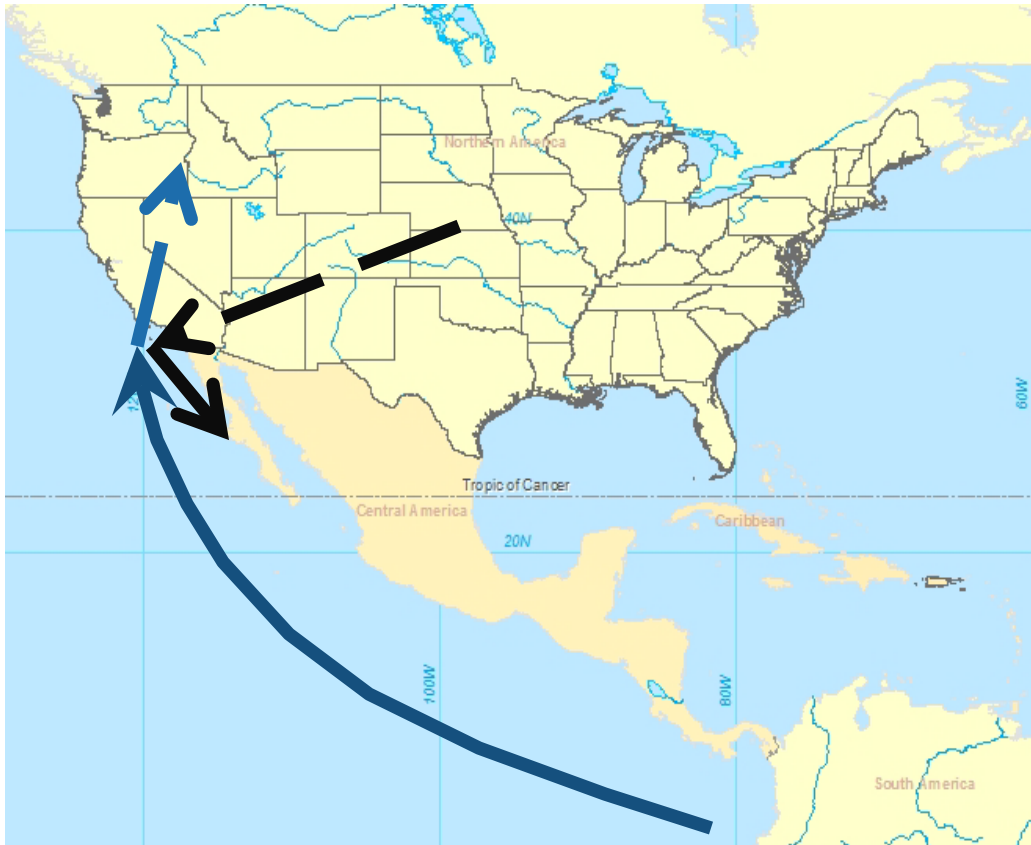 Northern America
40N
60W
Tropic of Cancer
Central America
Caribbean
20N
100W
80W
South America